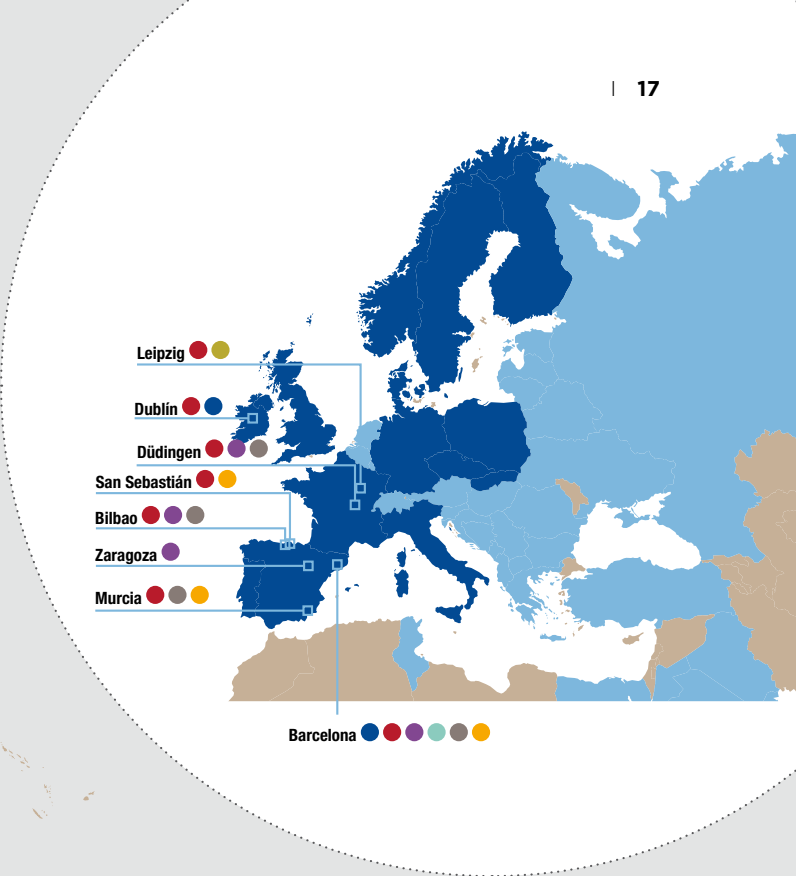 17
Leipzig
Dublín
Düdingen
San Sebastián
Bilbao
Zaragoza
Murcia
Barcelona